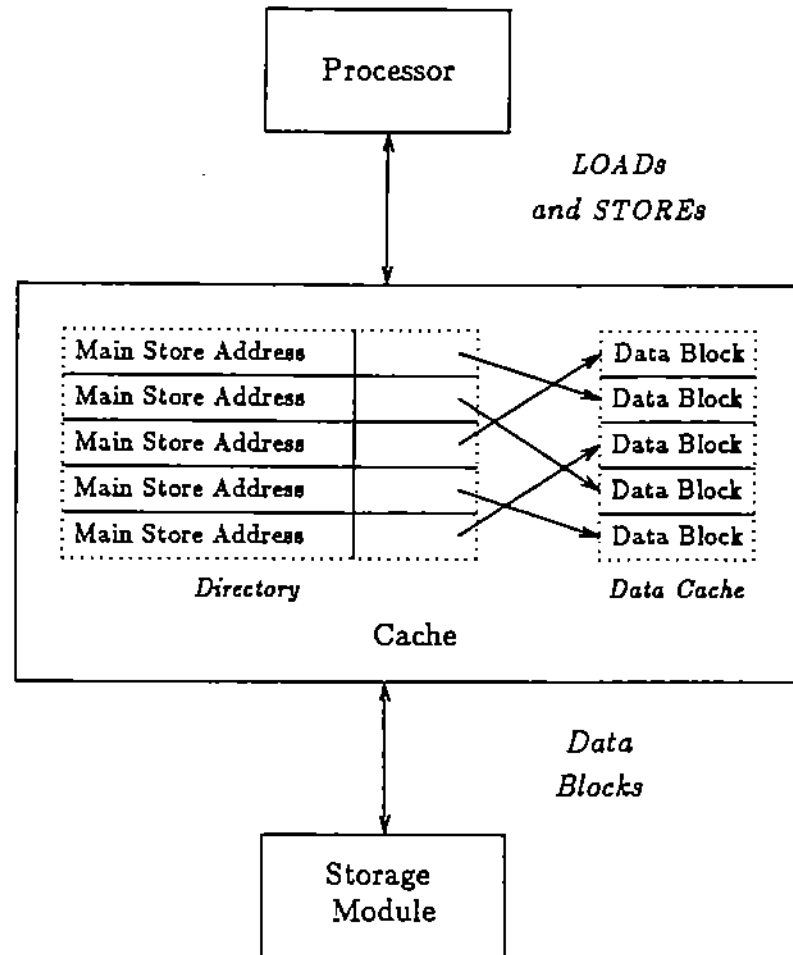 Processor
LOADs
and STOREs
Main Store Address
Main Store Address
Main Store Address
Main Store Address
Main Store Address
Directory
Data Block
Data Block
Data Block
Data Block
Data Block
Data Cache
Cache
Data
Blocks
Storage
Module